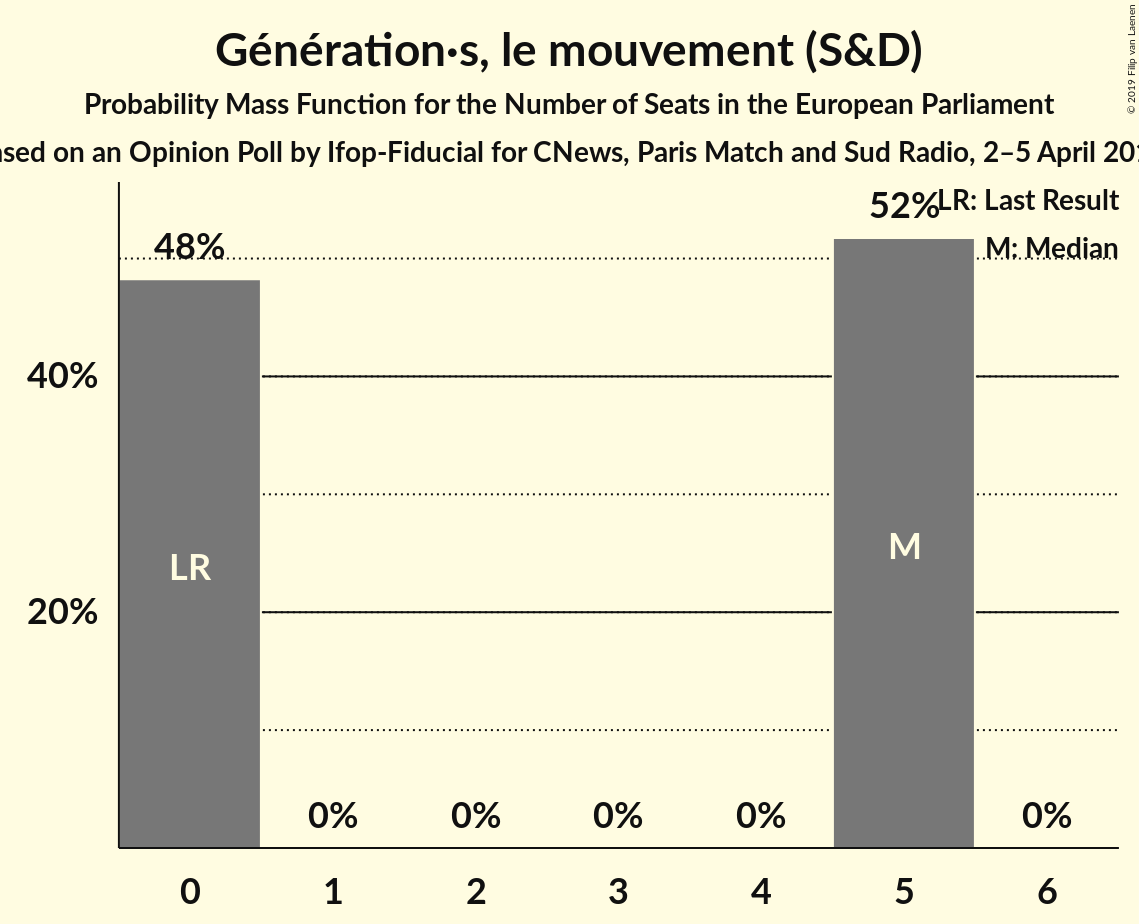 Génération·s, le mouvement (S&D)
Probability Mass Function for the Number of Seats in the European Parliament
on an Opinion Poll by Ifop-Fiducial for CNews, Paris Match and Sud Radio, 2–5 April
© 2019 Filip van Laenen
LR: Last Result
M: Median
48%
52%
40%
20%
LR
M
0%
0%
0%
0%
0%
0
1
2
3
4
5
6